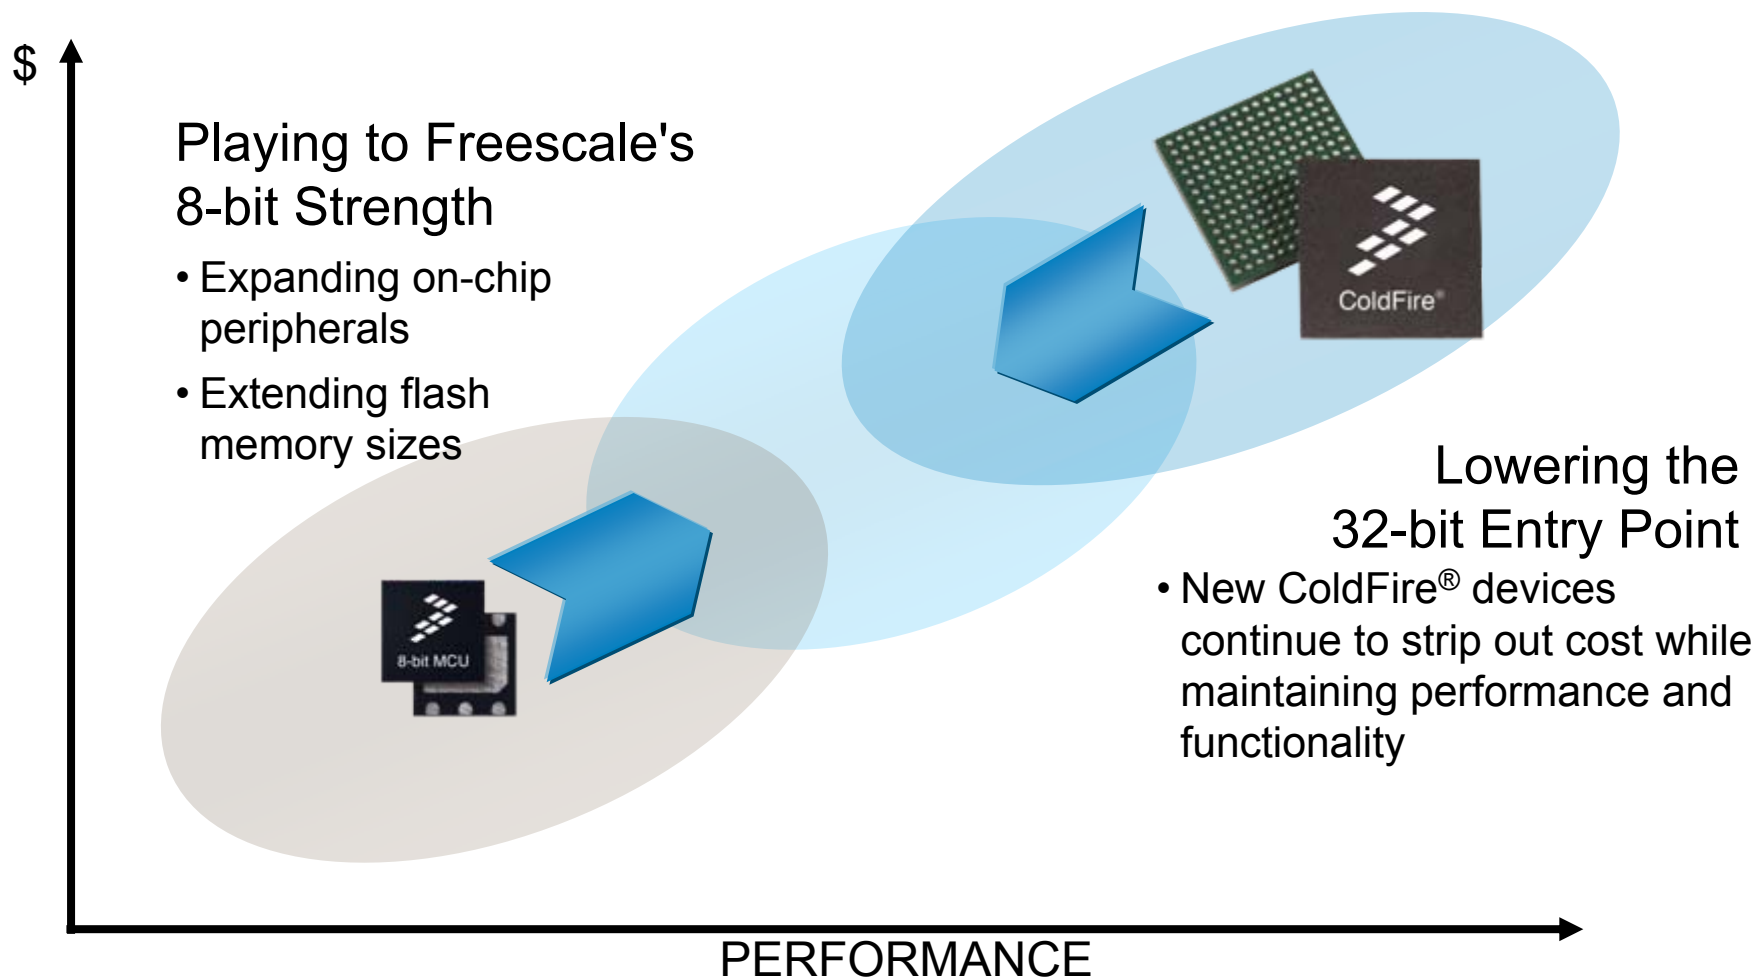 $
Playing to Freescale's
8-bit Strength
• Expanding on-chip
peripherals
• Extending flash
memory sizes
ColdFire®
8-bit MCU
Lowering the
32-bit Entry Point
• New ColdFire® devices
continue to strip out cost while
maintaining performance and
functionality
PERFORMANCE